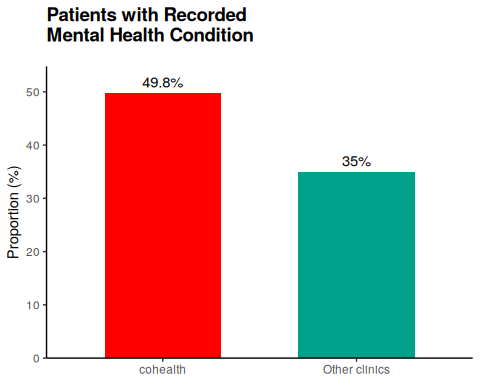 Patients with Recorded
Mental Health Condition
Proportion (%)
50
40
30
20
10
0
49.8%
35%
cohealth
Other clinics